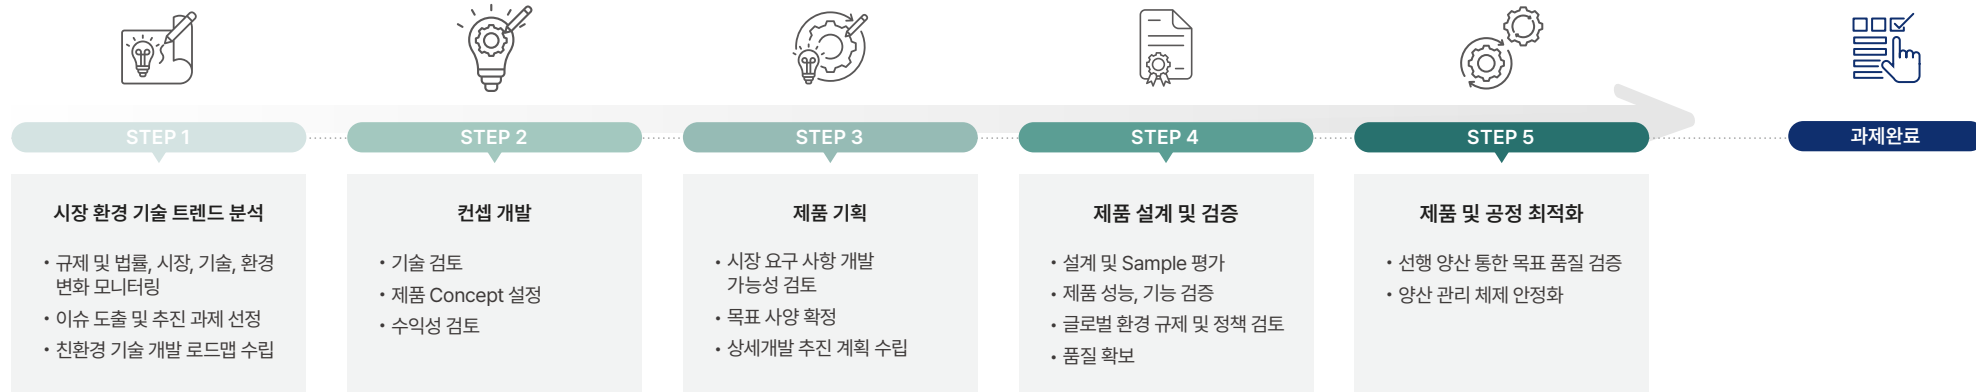 STEP 1
시장 환경 기술 트렌드 분석
• 규제 및 법률, 시장, 기술, 환경
변화 모니터링
• 이슈 도출 및 추진 과제 선정
• 친환경 기술 개발 로드맵 수립
STEP 2
컨셉 개발
• 기술 검토
• 제품 Concept 설정
• 수익성 검토
STEP 3
제품 기획
• 시장 요구 사항 개발
가능성 검토
• 목표 사양 확정
• 상세개발 추진 계획 수립
STEP 4
제품 설계 및 검증
• 설계 및 Sample 평가
• 제품 성능, 기능 검증
• 글로벌 환경 규제 및 정책 검토
• 품질 확보
STEP 5
제품 및 공정 최적화
• 선행 양산 통한 목표 품질 검증
• 양산 관리 체제 안정화
과제완료